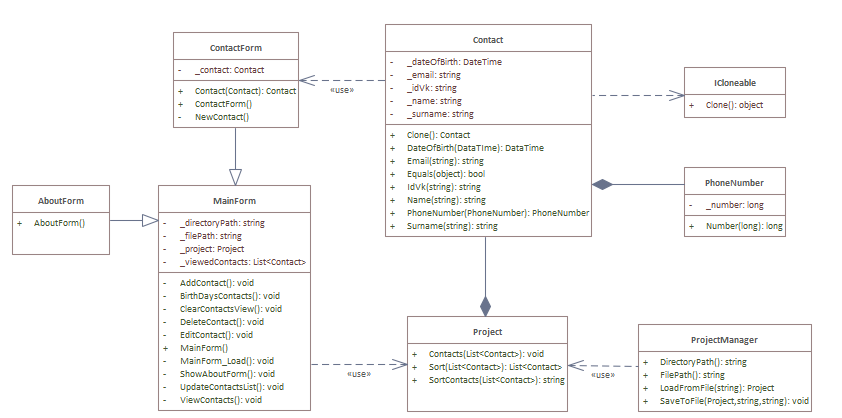 ContactForm
- _contact: Contact
+ Contact(Contact): Contact
+ ContactForm()
- NewContact()
«use»
Contact
- _dateOfBirth: DateTime
- _email: string
- _idVk: string
- _name: string
- _surname: string
+ Clone(): Contact
+ DateOfBirth(DataTIme): DataTime
+ Email(string): string
+ Equals(object): bool
+ IdVk(string): string
+ Name(string): string
+ PhoneNumber(PhoneNumber): PhoneNumber
+ Surname(string): string
ICloneable
+ Clone(): object
PhoneNumber
- _number: long
+ Number(long): long
AboutForm
+ AboutForm()
MainForm
- _directoryPath: string
- _filePath: string
- _project: Project
- _viewedContacts: List<Contact>
- AddContact(): void
- BirthDaysContacts(): void
- ClearContactsView(): void
- DeleteContact(): void
- EditContact(): void
+ MainForm()
- MainForm_Load(): void
- ShowAboutForm(): void
- UpdateContactsList(): void
- ViewContacts(): void
«use»
Project
+ Contacts(List<Contact>): void
+ Sort(List<Contact>): List<Contact>
+ SortContacts(List<Contact>): string
«use»
ProjectManager
+ DirectoryPath(): string
+ FilePath(): string
+ LoadFromFile(string): Project
+ SaveToFile(Project,string,string): void